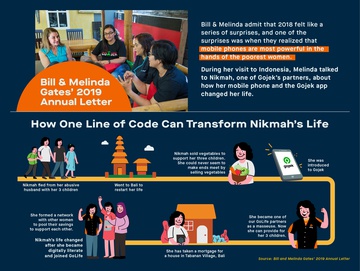 Bill & Melinda
Gates' 2019
Annual Letter
Bill & Melinda admit that 2018 felt like a
series of surprises, and one of the
surprises was when they realized that
mobile phones are most powerful in the
hands of the poorest women.
During her visit to Indonesia, Melinda talked
to Nikmah, one of Gojek's partners, about
how her mobile phone and the Gojek app
changed her life.
How One Line of Code Can Transform Nikmah's Life
Nikmah fled from her abusive
husband with her 3 children
Went to Bali to
restart her life
Nikmah sold vegetables to
support her three children.
She could never seem to
make ends meet by
selling vegetables
gojek
She was
introduced
to Gojek
She became one of
our GoLife partners
as a masseuse. Now
she can provide for
her 3 children.
She has taken a mortgage for
a house in Tabanan Village, Bali
She formed a network
with other women
to pool their savings
to support each other.
Nikmah's life changed
after she became
digitally literate
and joined GoLife
Source: Bill and Melinda Gates' 2019 Annual Letter